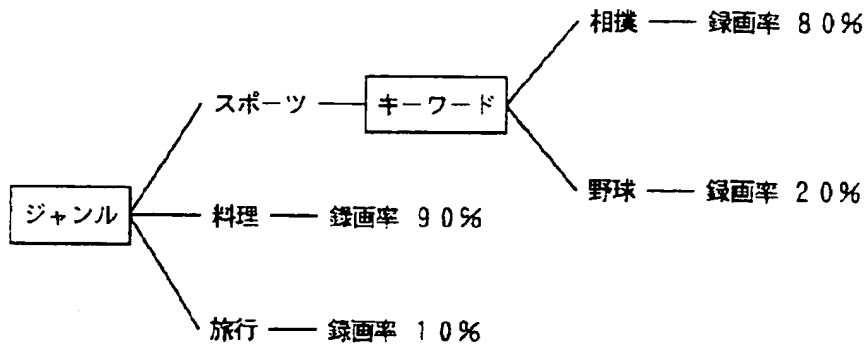 相撲 録画率 80%
スポーツ キーワード
野球 録画率 20%
ジャンル 料理 録画率 90%
旅行 録画率 10%